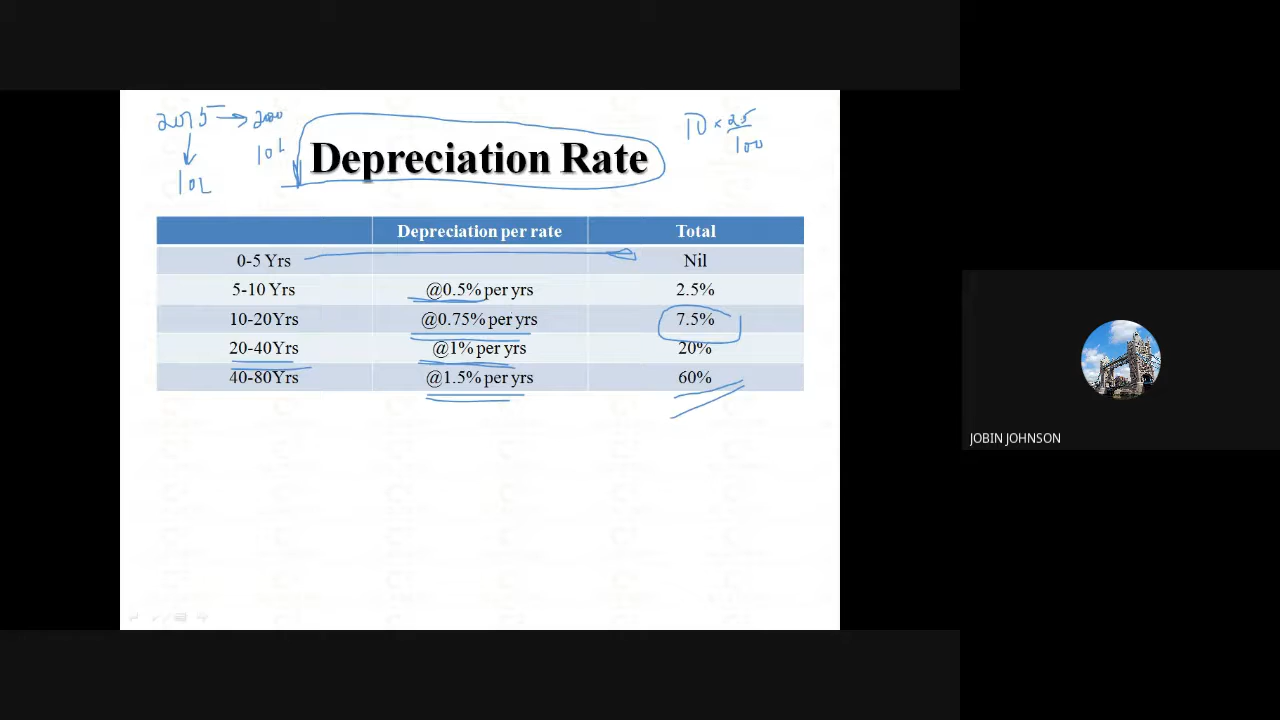 2015 → 200
10L
10L
10 × 25/100
Depreciation Rate
Depreciation per rate Total
0-5 Yrs Nil
5-10 Yrs @0.5% per yrs 2.5%
10-20Yrs @0.75% per yrs 7.5%
20-40Yrs @1% per yrs 20%
40-80Yrs @1.5% per yrs 60%
JOBIN JOHNSON